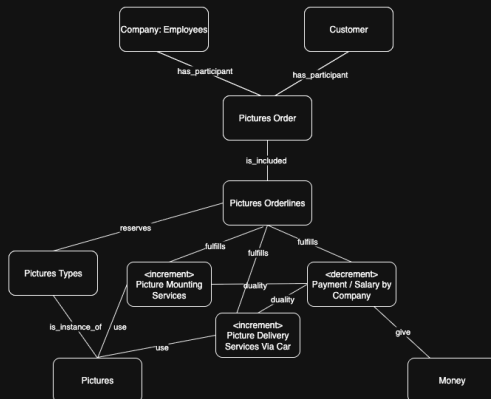 Company: Employees
Customer
has_participant
has_participant
Pictures Order
is_included
Pictures Orderlines
reserves
fulfills
fulfills
fulfills
Pictures Types
<increment>
Picture Mounting
Services
duality
<decrement>
Payment / Salary by
Company
duality
is_instance_of
use
<increment>
Picture Delivery
Services Via Car
use
give
Pictures
Money